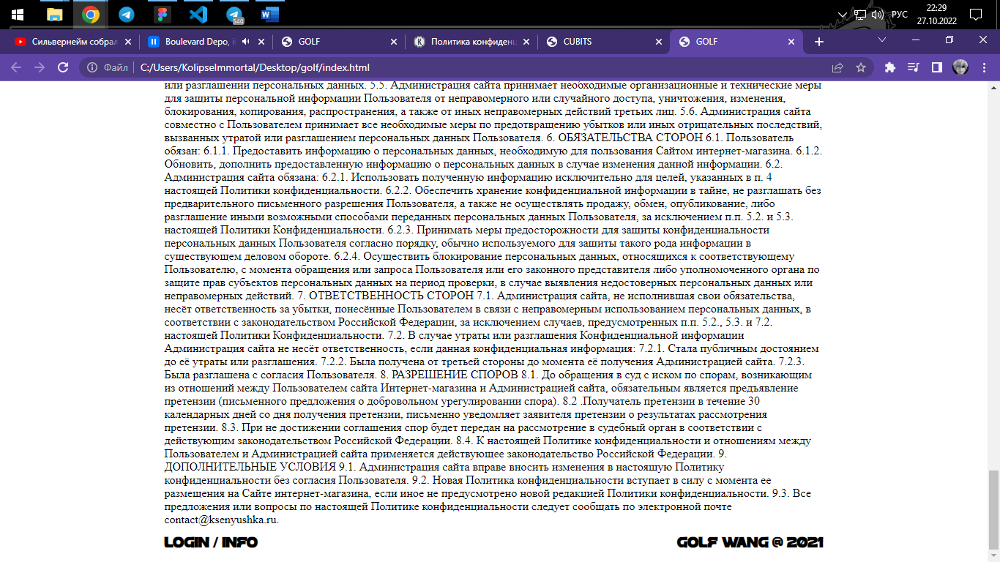 540
РУС
22:29
27.10.2022
Сильвернейм собрал
Boulevard Depo, i
GOLF
Политика конфиденц
CUBITS
GOLF
Файл
C:/Users/KolipseImmortal/Desktop/golf/index.html
или разглашении персональных данных. 5.5. Администрация сайта принимает необходимые организационные и технические меры
для защиты персональной информации Пользователя от неправомерного или случайного доступа, уничтожения, изменения,
блокирования, копирования, распространения, а также от иных неправомерных действий третьих лиц. 5.6. Администрация сайта
совместно с Пользователем принимает все необходимые меры по предотвращению убытков или иных отрицательных последствий,
вызванных утратой или разглашением персональных данных Пользователя. 6. ОБЯЗАТЕЛЬСТВА СТОРОН 6.1. Пользователь
обязан: 6.1.1. Предоставить информацию о персональных данных, необходимую для пользования Сайтом интернет-магазина. 6.1.2.
Обновить, дополнить предоставленную информацию о персональных данных в случае изменения данной информации. 6.2.
Администрация сайта обязана: 6.2.1. Использовать полученную информацию исключительно для целей, указанных в п. 4
настоящей Политики конфиденциальности. 6.2.2. Обеспечить хранение конфиденциальной информации в тайне, не разглашать без
предварительного письменного разрешения Пользователя, а также не осуществлять продажу, обмен, опубликование, либо
разглашение иными возможными способами переданных персональных данных Пользователя, за исключением п.п. 5.2. и 5.3.
настоящей Политики Конфиденциальности. 6.2.3. Принимать меры предосторожности для защиты конфиденциальности
персональных данных Пользователя согласно порядку, обычно используемого для защиты такого рода информации в
существующем деловом обороте. 6.2.4. Осуществить блокирование персональных данных, относящихся к соответствующему
Пользователю, с момента обращения или запроса Пользователя или его законного представителя либо уполномоченного органа по
защите прав субъектов персональных данных на период проверки, в случае выявления недостоверных персональных данных или
неправомерных действий. 7. ОТВЕТСТВЕННОСТЬ СТОРОН 7.1. Администрация сайта, не исполнившая свои обязательства,
несёт ответственность за убытки, понесённые Пользователем в связи с неправомерным использованием персональных данных, в
соответствии с законодательством Российской Федерации, за исключением случаев, предусмотренных п.п. 5.2., 5.3. и 7.2.
настоящей Политики Конфиденциальности. 7.2. В случае утраты или разглашения Конфиденциальной информации
Администрация сайта не несёт ответственность, если данная конфиденциальная информация: 7.2.1. Стала публичным достоянием
до её утраты или разглашения. 7.2.2. Была получена от третьей стороны до момента её получения Администрацией сайта. 7.2.3.
Была разглашена с согласия Пользователя. 8. РАЗРЕШЕНИЕ СПОРОВ 8.1. До обращения в суд с иском по спорам, возникающим
из отношений между Пользователем сайта Интернет-магазина и Администрацией сайта, обязательным является предъявление
претензии (письменного предложения о добровольном урегулировании спора). 8.2 .Получатель претензии в течение 30
календарных дней со дня получения претензии, письменно уведомляет заявителя претензии о результатах рассмотрения
претензии. 8.3. При не достижении соглашения спор будет передан на рассмотрение в судебный орган в соответствии с
действующим законодательством Российской Федерации. 8.4. К настоящей Политике конфиденциальности и отношениям между
Пользователем и Администрацией сайта применяется действующее законодательство Российской Федерации. 9.
ДОПОЛНИТЕЛЬНЫЕ УСЛОВИЯ 9.1. Администрация сайта вправе вносить изменения в настоящую Политику
конфиденциальности без согласия Пользователя. 9.2. Новая Политика конфиденциальности вступает в силу с момента ее
размещения на Сайте интернет-магазина, если иное не предусмотрено новой редакцией Политики конфиденциальности. 9.3. Все
предложения или вопросы по настоящей Политике конфиденциальности следует сообщать по электронной почте
contact@ksenyushka.ru.
LOGIN / INFO
GOLF WANG @ 2021